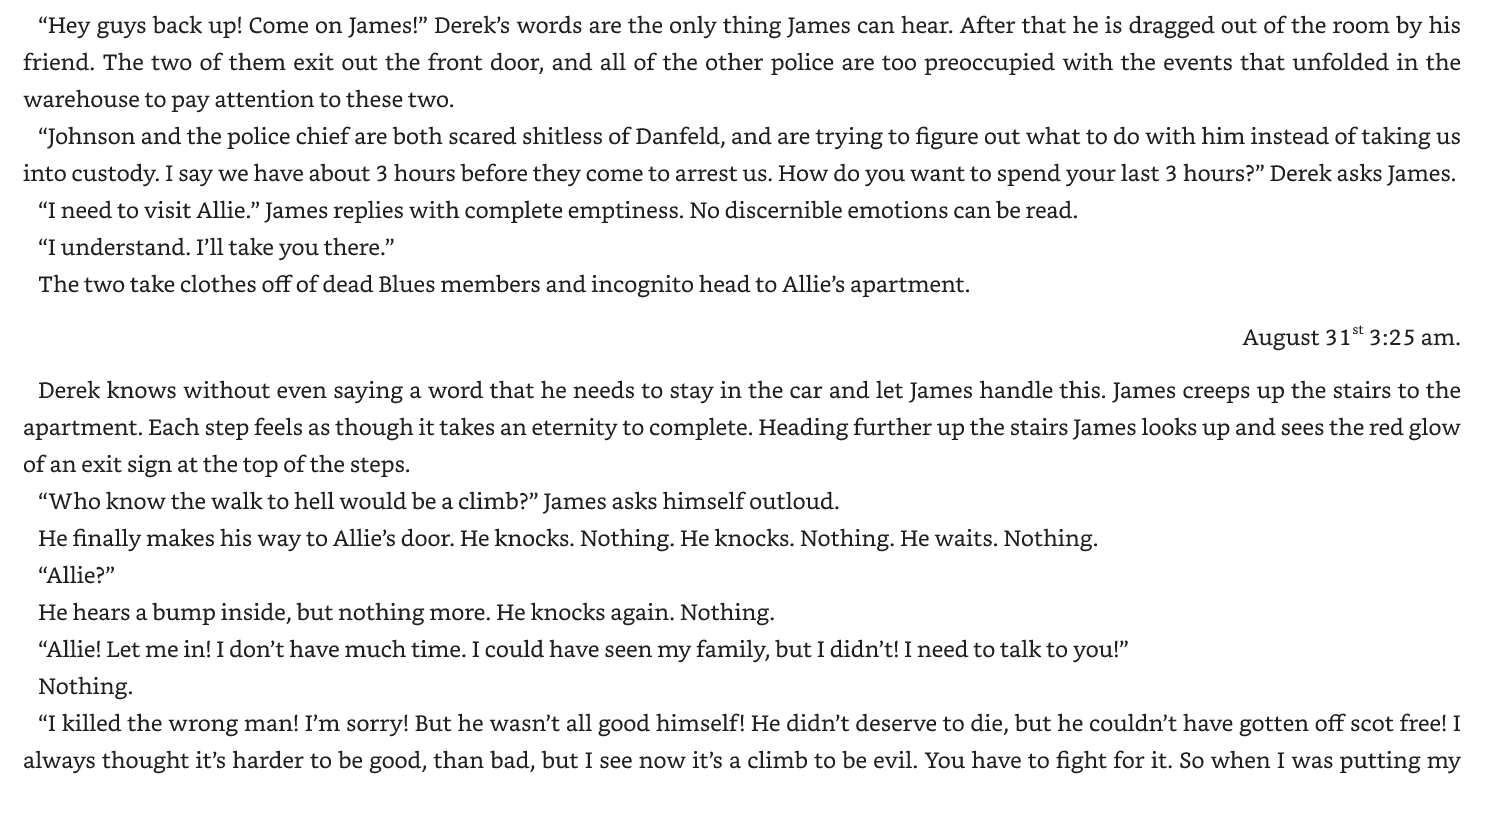 “Hey guys back up! Come on James!” Derek’s words are the only thing James can hear. After that he is dragged out of the room by his
friend. The two of them exit out the front door, and all of the other police are too preoccupied with the events that unfolded in the
warehouse to pay attention to these two.
“Johnson and the police chief are both scared shitless of Danfeld, and are trying to figure out what to do with him instead of taking us
into custody. I say we have about 3 hours before they come to arrest us. How do you want to spend your last 3 hours?” Derek asks James.
“I need to visit Allie.” James replies with complete emptiness. No discernible emotions can be read.
“I understand. I’ll take you there.”
The two take clothes off of dead Blues members and incognito head to Allie’s apartment.
August 31st 3:25 am.
Derek knows without even saying a word that he needs to stay in the car and let James handle this. James creeps up the stairs to the
apartment. Each step feels as though it takes an eternity to complete. Heading further up the stairs James looks up and sees the red glow
of an exit sign at the top of the steps.
“Who know the walk to hell would be a climb?” James asks himself outloud.
He finally makes his way to Allie’s door. He knocks. Nothing. He knocks. Nothing. He waits. Nothing.
“Allie?”
He hears a bump inside, but nothing more. He knocks again. Nothing.
“Allie! Let me in! I don’t have much time. I could have seen my family, but I didn’t! I need to talk to you!”
Nothing.
“I killed the wrong man! I’m sorry! But he wasn’t all good himself! He didn’t deserve to die, but he couldn’t have gotten off scot free! I
always thought it’s harder to be good, than bad, but I see now it’s a climb to be evil. You have to fight for it. So when I was putting my